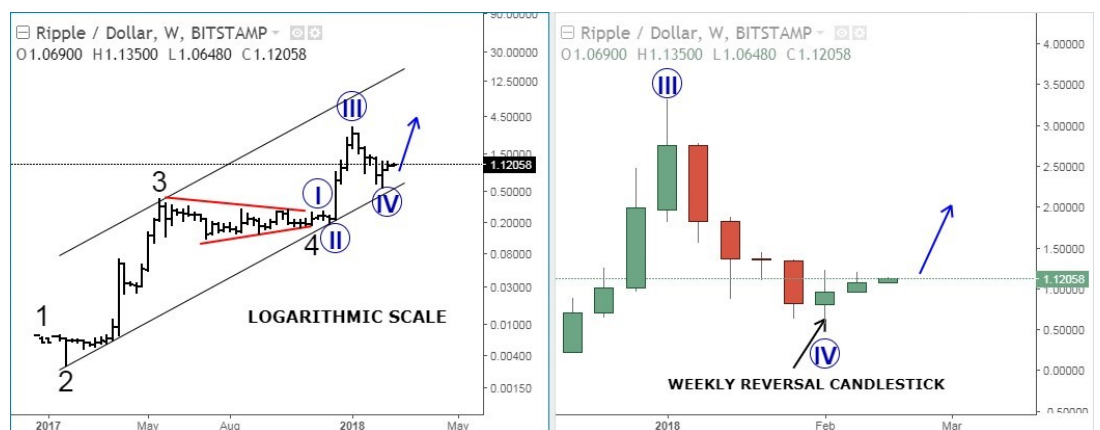 Ripple / Dollar, W, BITSTAMP
O1.06900 H1.13500 L1.06480 C1.12058
90.00000
30.00000
12.50000
4.50000
1.50000
1.12058
0.50000
0.20000
0.08000
0.03000
0.01000
0.00400
0.00150
III
3
I
IV
4
II
1
2
LOGARITHMIC SCALE
2017
May
Aug
2018
May
Ripple / Dollar, W, BITSTAMP
O1.06900 H1.13500 L1.06480 C1.12058
4.00000
3.50000
3.00000
2.50000
2.00000
1.50000
1.12058
1.00000
0.50000
0.00000
-0.50000
III
IV
WEEKLY REVERSAL CANDLESTICK
2018
Feb
Mar